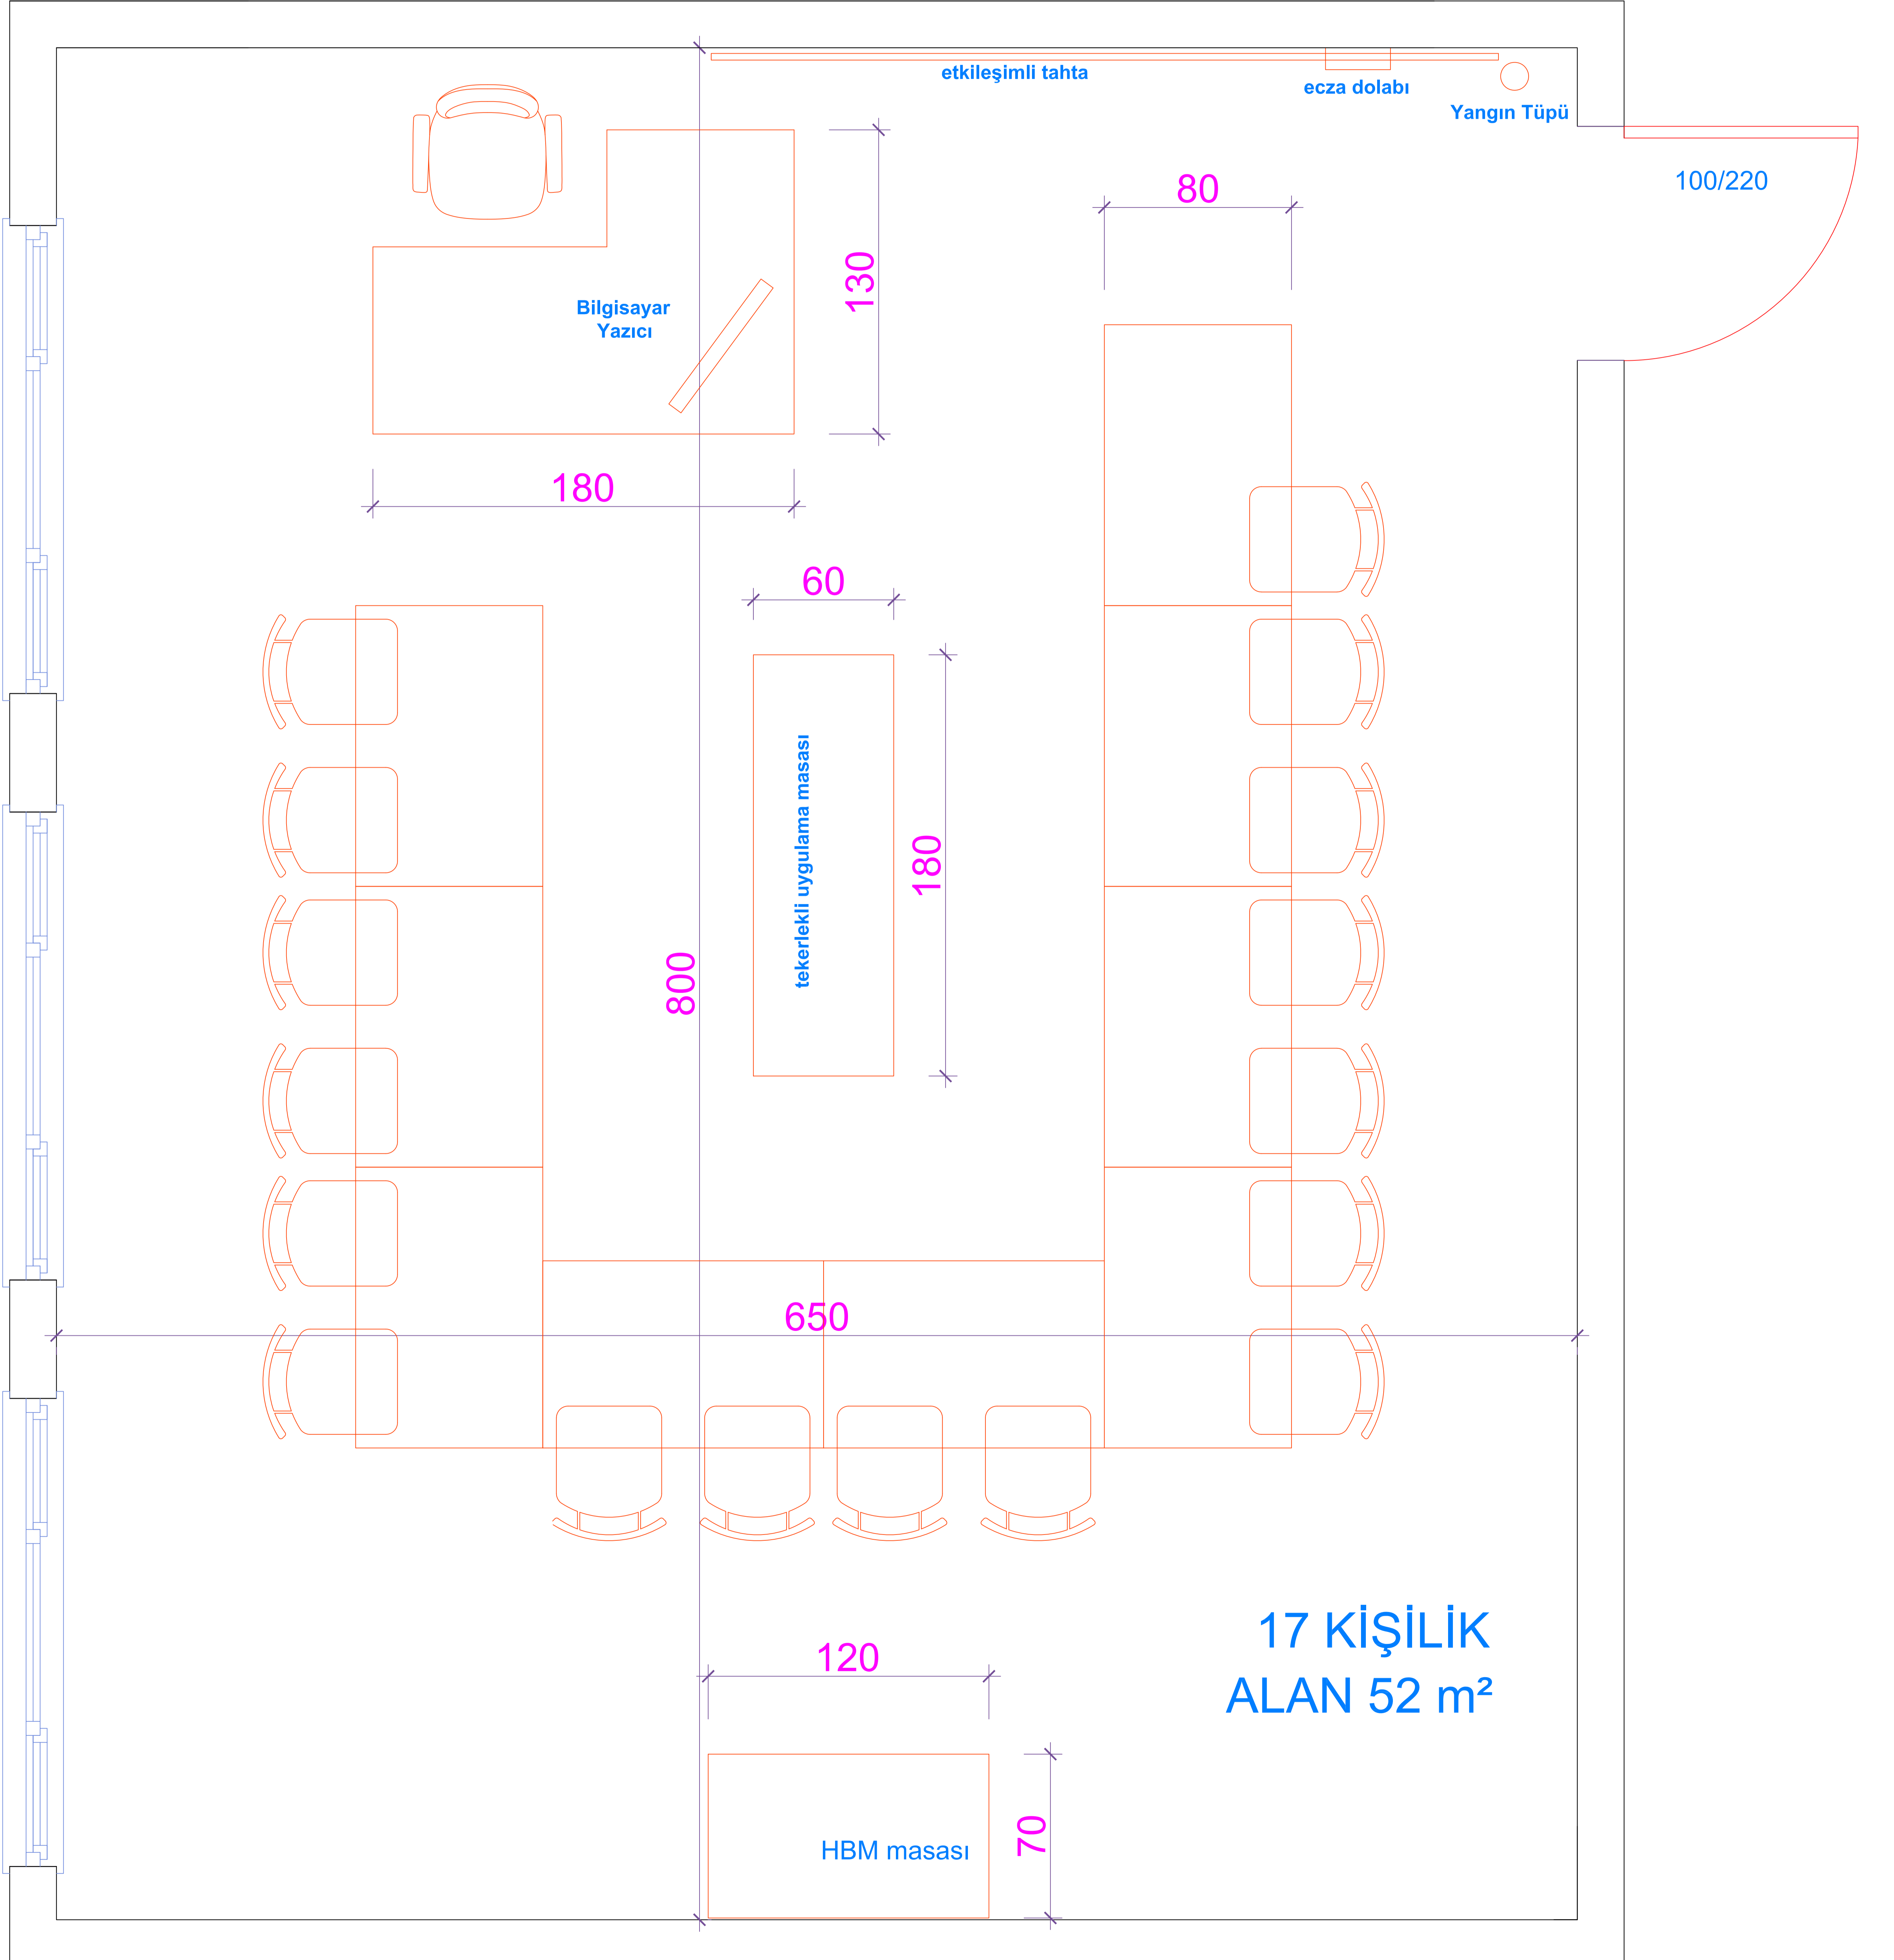 etkileşimli tahta
ecza dolabı
Yangın Tüpü
100/220
80
130
Bilgisayar
Yazıcı
180
60
tekerlekli uygulama masası
180
800
650
17 KİŞİLİK
ALAN 52 m²
120
HBM masası
70